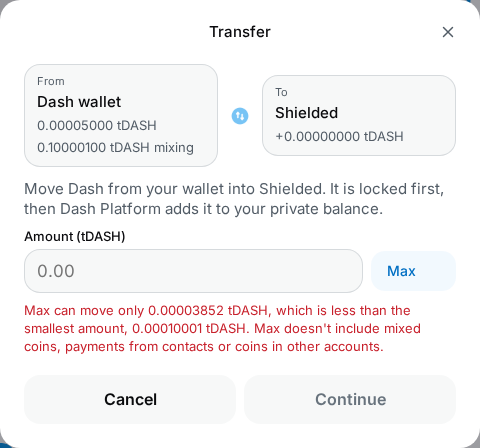 Transfer
From
Dash wallet
0.00005000 tDASH
0.10000100 tDASH mixing
To
Shielded
+0.00000000 tDASH
Move Dash from your wallet into Shielded. It is locked first,
then Dash Platform adds it to your private balance.
Amount (tDASH)
0.00
Max
Max can move only 0.00003852 tDASH, which is less than the
smallest amount, 0.00010001 tDASH. Max doesn't include mixed
coins, payments from contacts or coins in other accounts.
Cancel
Continue